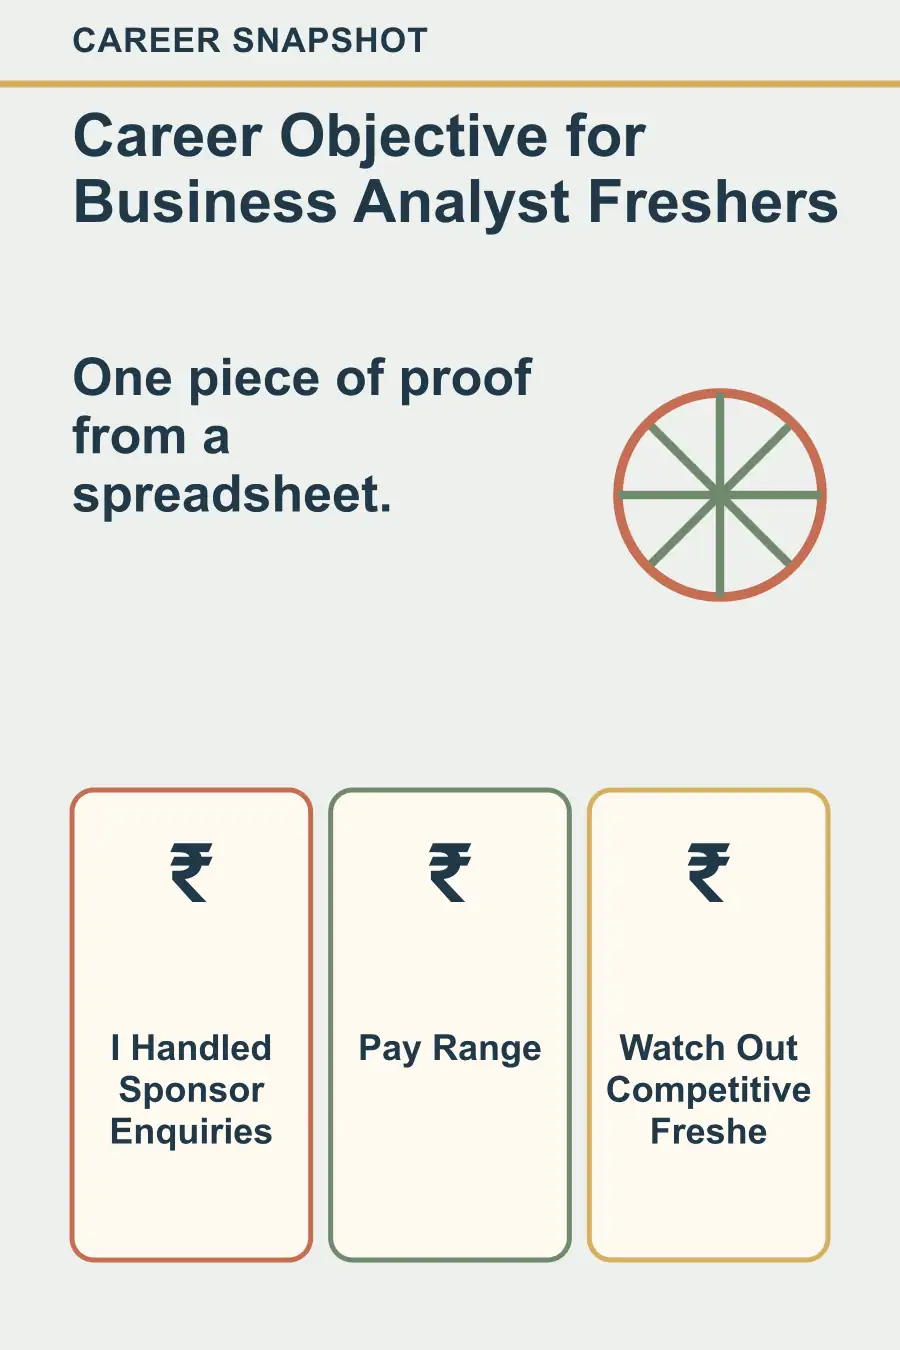 CAREER SNAPSHOT
Career Objective for
Business Analyst Freshers
One piece of proof
from a
spreadsheet.
₹
I Handled
Sponsor
Enquiries
₹
Pay Range
₹
Watch Out
Competitive
Freshe